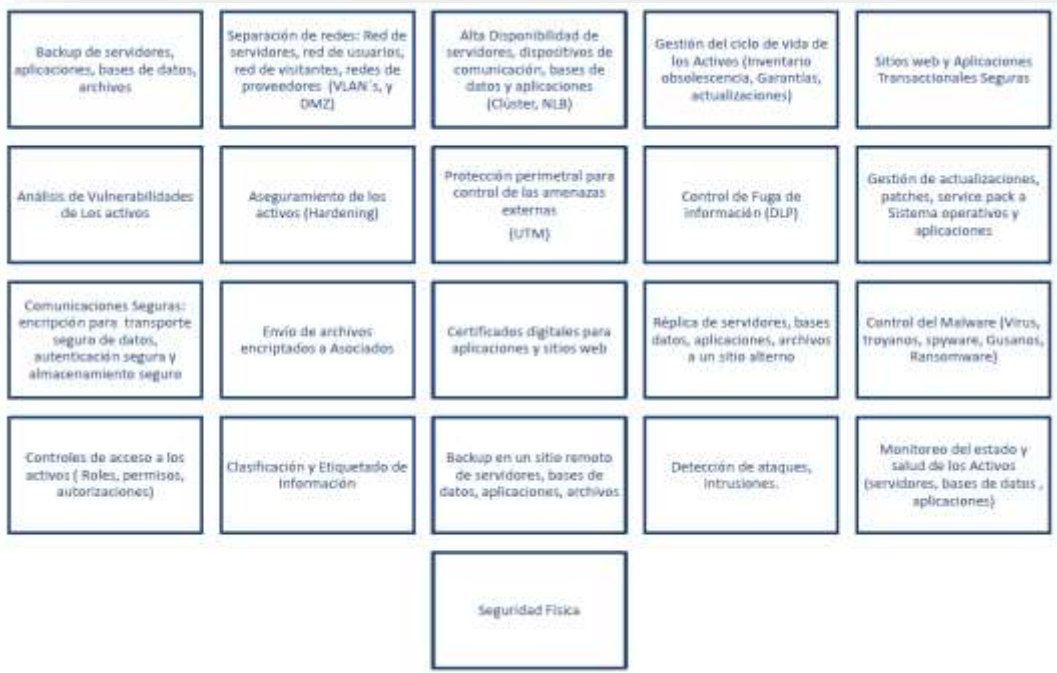 Backup de servidores,
aplicaciones, bases de datos,
archivos
Separación de redes: Red de
servidores, red de usuarios,
red de visitantes, redes de
proveedores (VLAN´s, y
DMZ)
Alta Disponibilidad de
servidores, dispositivos de
comunicación, bases de
datos y aplicaciones
(Clúster, NLB)
Gestión del ciclo de vida de
los Activos (Inventario
obsolescencia, Garantías,
actualizaciones)
Sitios web y Aplicaciones
Transaccionales Seguras
Análisis de Vulnerabilidades
de Los activos
Aseguramiento de los
activos (Hardening)
Protección perimetral para
control de las amenazas
externas
(UTM)
Control de Fuga de
información (DLP)
Gestión de actualizaciones,
patches, service pack a
Sistema operativos y
aplicaciones
Comunicaciones Seguras:
encripción para transporte
seguro de datos,
autenticación segura y
almacenamiento seguro
Envío de archivos
encriptados a Asociados
Certificados digitales para
aplicaciones y sitios web
Réplica de servidores, bases
datos, aplicaciones, archivos
a un sitio alterno
Control del Malware (Virus,
troyanos, spyware, Gusanos,
Ransomware)
Controles de acceso a los
activos ( Roles, permisos,
autorizaciones)
Clasificación y Etiquetado de
Información
Backup en un sitio remoto
de servidores, bases de
datos, aplicaciones, archivos
Detección de ataques,
intrusiones.
Monitoreo del estado y
salud de los Activos
(servidores, bases de datos ,
aplicaciones)
Seguridad Física